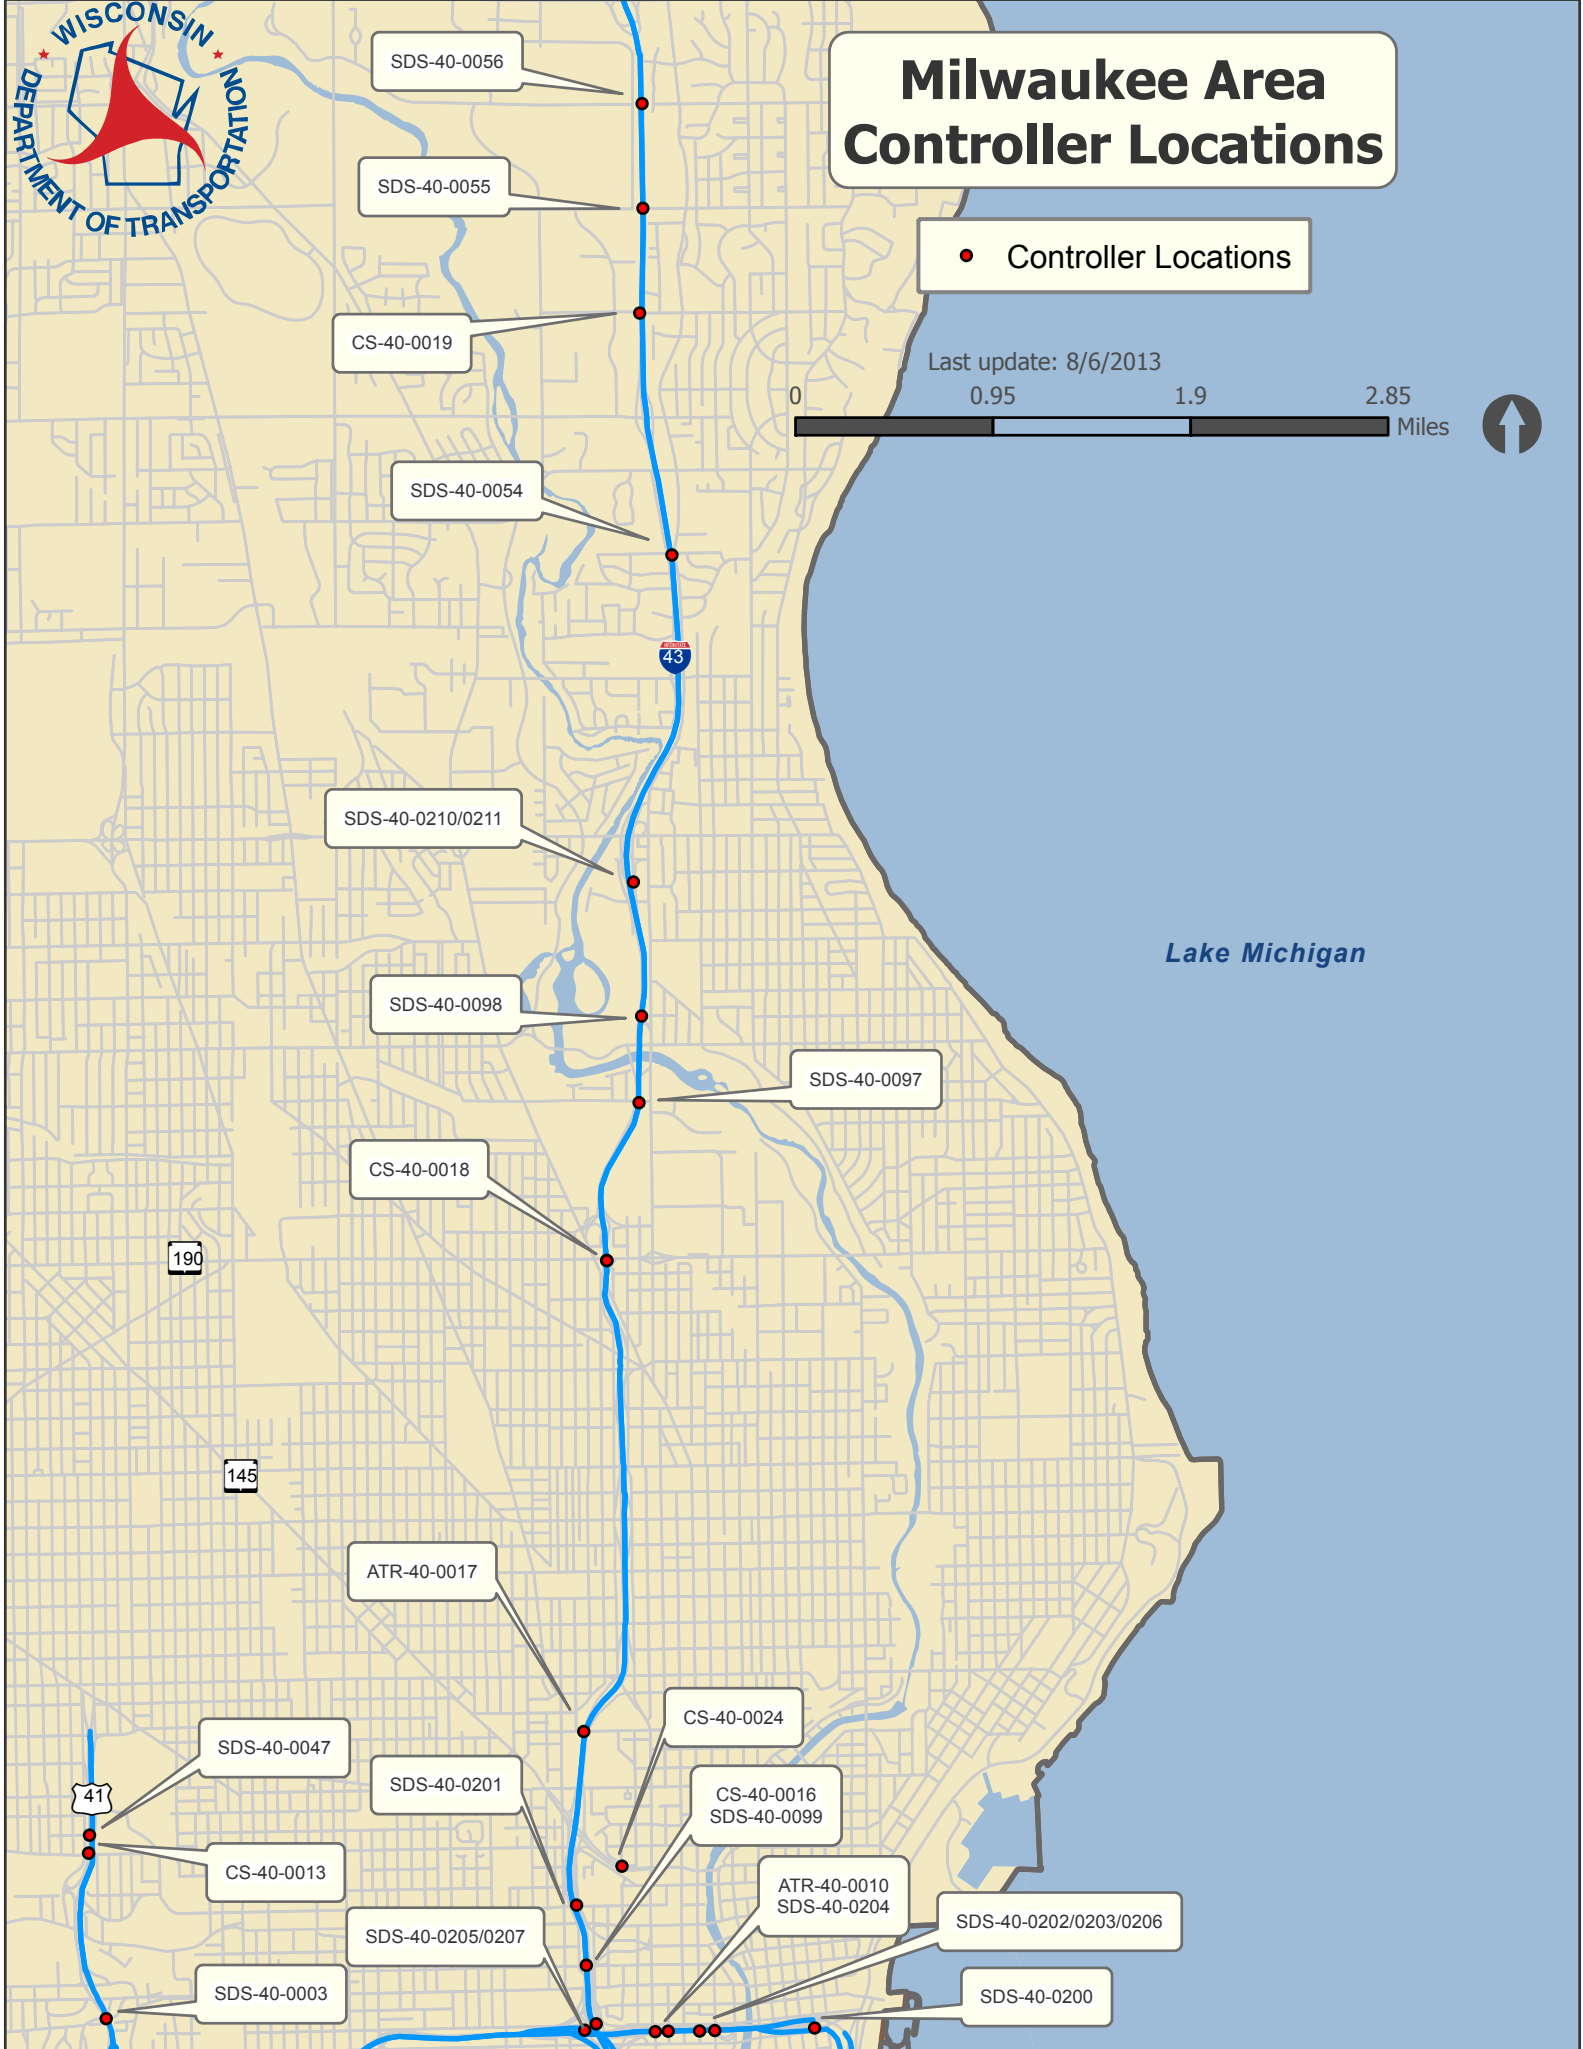 WISCONSIN
DEPARTMENT OF TRANSPORTATION
Milwaukee Area
Controller Locations
Controller Locations
Last update: 8/6/2013
0 0.95 1.9 2.85
Miles
SDS-40-0056
SDS-40-0055
CS-40-0019
SDS-40-0054
INTERSTATE
43
SDS-40-0210/0211
Lake Michigan
SDS-40-0098
SDS-40-0097
CS-40-0018
190
145
ATR-40-0017
CS-40-0024
SDS-40-0047
SDS-40-0201
41
CS-40-0016
SDS-40-0099
CS-40-0013
ATR-40-0010
SDS-40-0204
SDS-40-0202/0203/0206
SDS-40-0205/0207
SDS-40-0003
SDS-40-0200